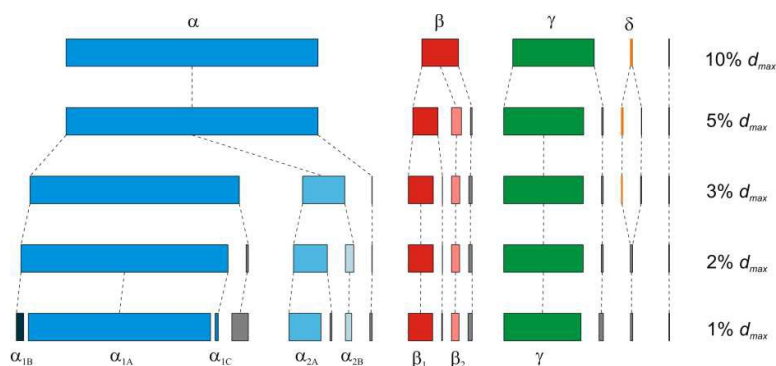 α β γ δ
10% dmax
5% dmax
3% dmax
2% dmax
1% dmax
α1B α1A α1C α2A α2B β1 β2 γ